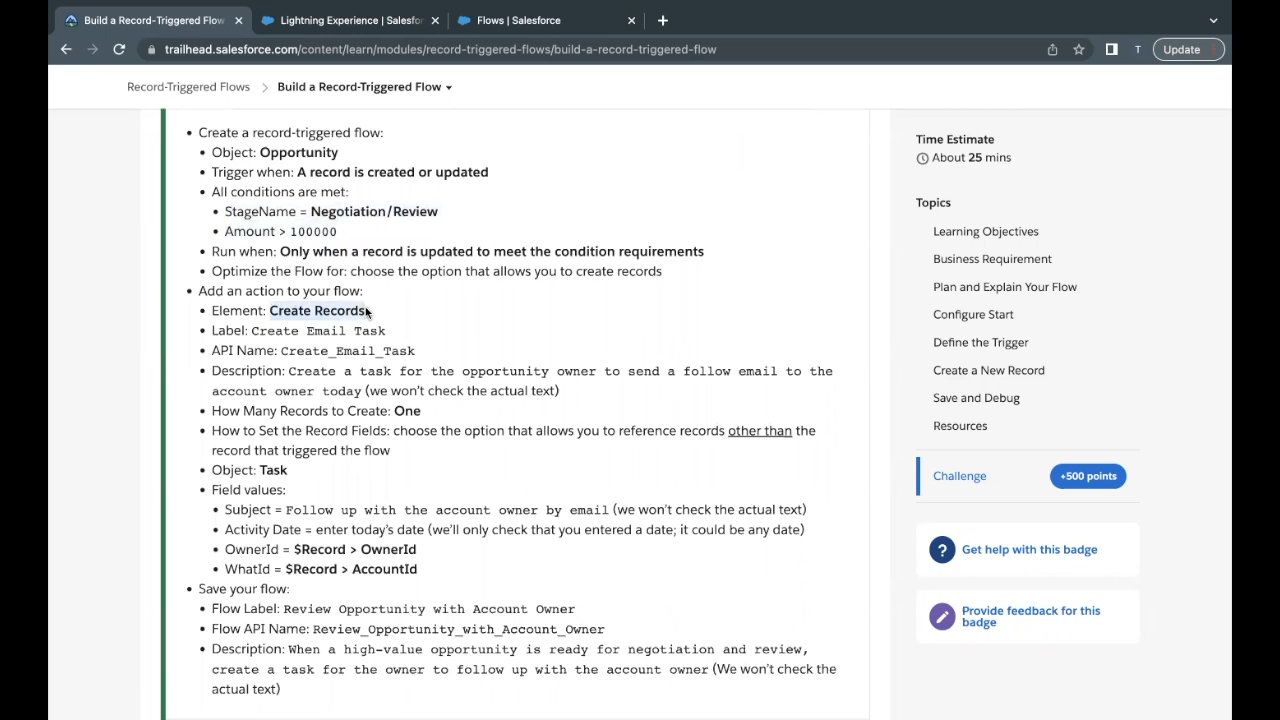 Build a Record-Triggered Flow
Lightning Experience | Salesfor
Flows | Salesforce
trailhead.salesforce.com/content/learn/modules/record-triggered-flows/build-a-record-triggered-flow
T
Update
Record-Triggered Flows
Build a Record-Triggered Flow
• Create a record-triggered flow:
• Object: Opportunity
• Trigger when: A record is created or updated
• All conditions are met:
• StageName = Negotiation/Review
• Amount > 100000
• Run when: Only when a record is updated to meet the condition requirements
• Optimize the Flow for: choose the option that allows you to create records
• Add an action to your flow:
• Element: Create Records
• Label: Create Email Task
• API Name: Create_Email_Task
• Description: Create a task for the opportunity owner to send a follow email to the
account owner today (we won't check the actual text)
• How Many Records to Create: One
• How to Set the Record Fields: choose the option that allows you to reference records other than the
record that triggered the flow
• Object: Task
• Field values:
• Subject = Follow up with the account owner by email (we won't check the actual text)
• Activity Date = enter today's date (we'll only check that you entered a date; it could be any date)
• OwnerId = $Record > OwnerId
• WhatId = $Record > AccountId
• Save your flow:
• Flow Label: Review Opportunity with Account Owner
• Flow API Name: Review_Opportunity_with_Account_Owner
• Description: When a high-value opportunity is ready for negotiation and review,
create a task for the owner to follow up with the account owner (We won't check the
actual text)
Time Estimate
About 25 mins
Topics
Learning Objectives
Business Requirement
Plan and Explain Your Flow
Configure Start
Define the Trigger
Create a New Record
Save and Debug
Resources
Challenge
+500 points
? Get help with this badge
Provide feedback for this
badge